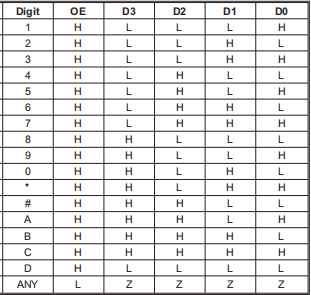 Digit OE D3 D2 D1 D0
1 H L L L H
2 H L L H L
3 H L L H H
4 H L H L L
5 H L H L H
6 H L H H L
7 H L H H H
8 H H L L L
9 H H L L H
0 H H L H L
* H H L H H
# H H H L L
A H H H L H
B H H H H L
C H H H H H
D H L L L L
ANY L Z Z Z Z